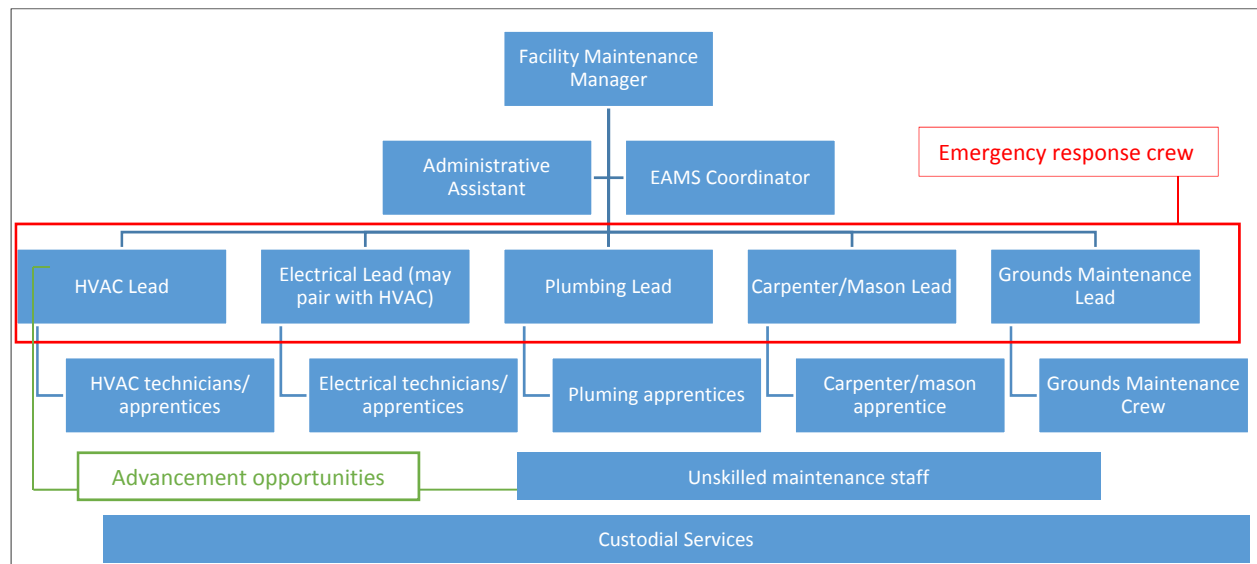 Facility Maintenance
Manager
Emergency response crew
Administrative
Assistant
EAMS Coordinator
HVAC Lead
Electrical Lead (may
pair with HVAC)
Plumbing Lead
Carpenter/Mason Lead
Grounds Maintenance
Lead
HVAC technicians/
apprentices
Electrical technicians/
apprentices
Pluming apprentices
Carpenter/mason
apprentice
Grounds Maintenance
Crew
Advancement opportunities
Unskilled maintenance staff
Custodial Services